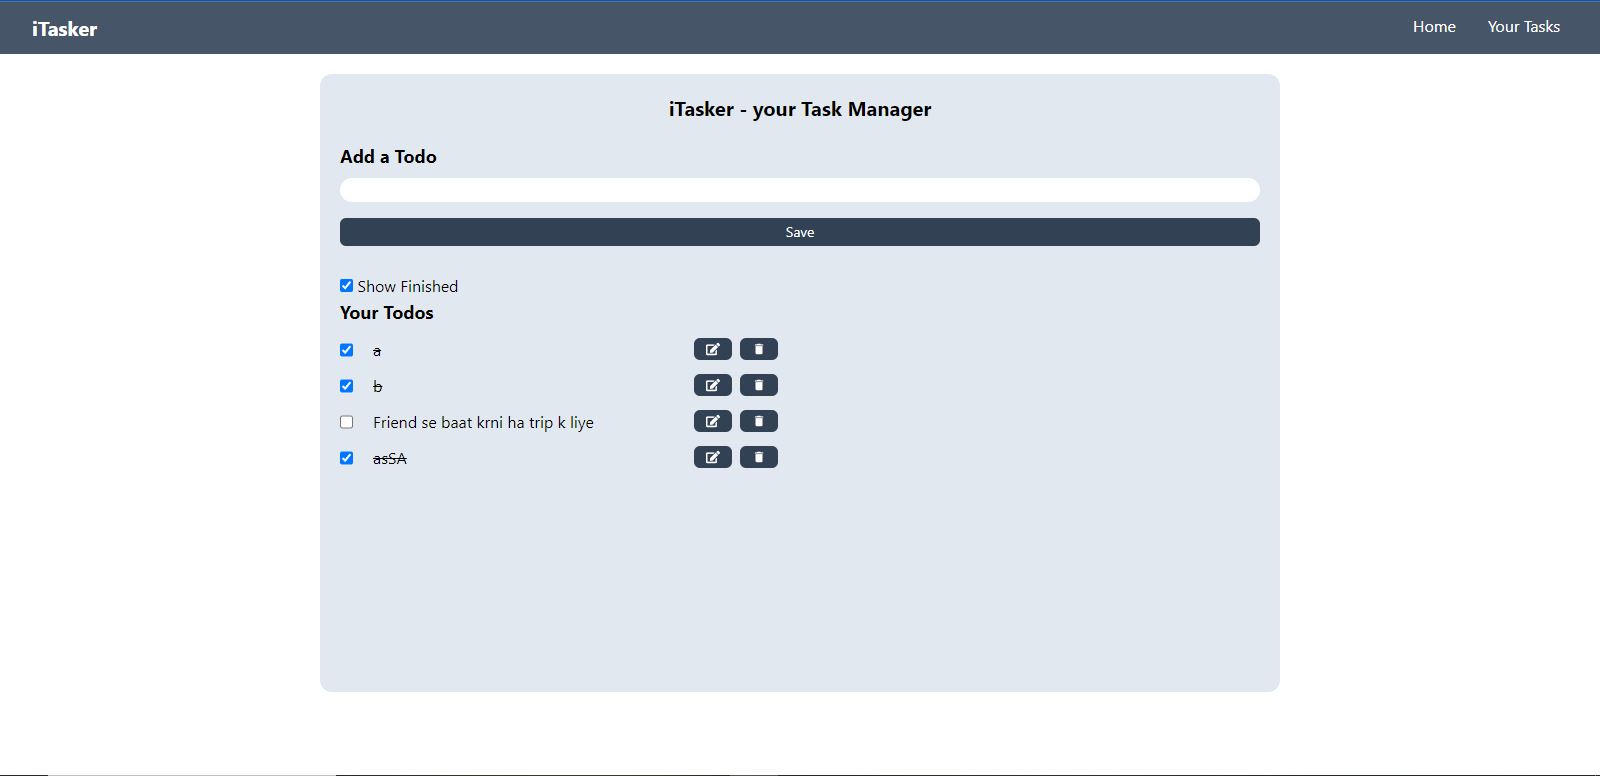 iTasker
Home
Your Tasks
iTasker - your Task Manager
Add a Todo
Save
Show Finished
Your Todos
a
b
Friend se baat krni ha trip k liye
asSA